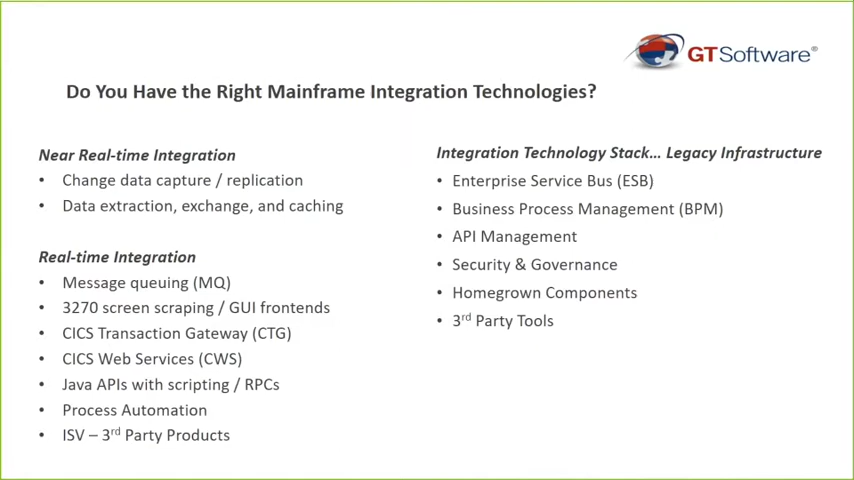 GTSoftware®
Do You Have the Right Mainframe Integration Technologies?
Near Real-time Integration
• Change data capture / replication
• Data extraction, exchange, and caching
Real-time Integration
• Message queuing (MQ)
• 3270 screen scraping / GUI frontends
• CICS Transaction Gateway (CTG)
• CICS Web Services (CWS)
• Java APIs with scripting / RPCs
• Process Automation
• ISV – 3rd Party Products
Integration Technology Stack... Legacy Infrastructure
• Enterprise Service Bus (ESB)
• Business Process Management (BPM)
• API Management
• Security & Governance
• Homegrown Components
• 3rd Party Tools